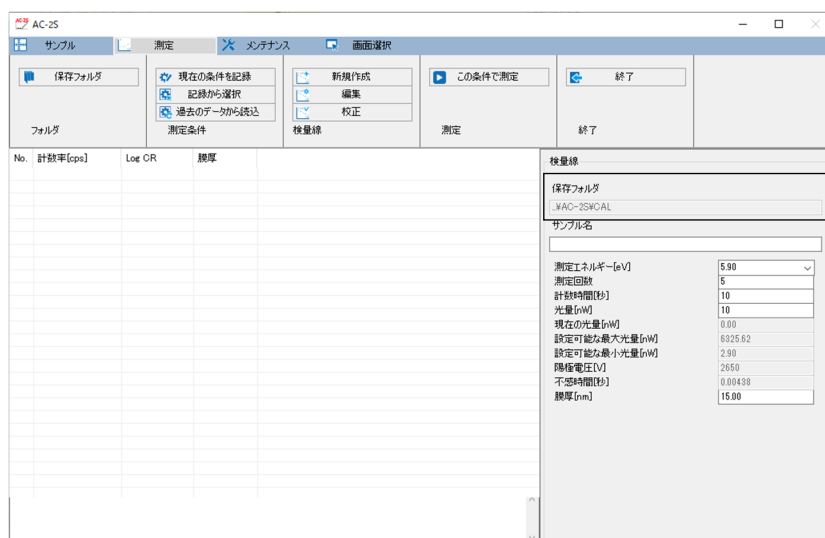 AC-2S
サンプル 測定 メンテナンス 画面選択
保存フォルダ 現在の条件を記録 新規作成 この条件で測定 終了
記録から選択 編集
過去のデータから読込 校正
フォルダ 測定条件 検量線 測定 終了
No. 計数率[cps] Log CR 膜厚
検量線
保存フォルダ
..¥AC-2S¥CAL
サンプル名
測定エネルギー[eV] 5.90
測定回数 5
計数時間[秒] 10
光量[nW] 10
現在の光量[nW] 0.00
設定可能な最大光量[nW] 6325.62
設定可能な最小光量[nW] 2.90
陽極電圧[V] 2650
不感時間[秒] 0.00438
膜厚[nm] 15.00